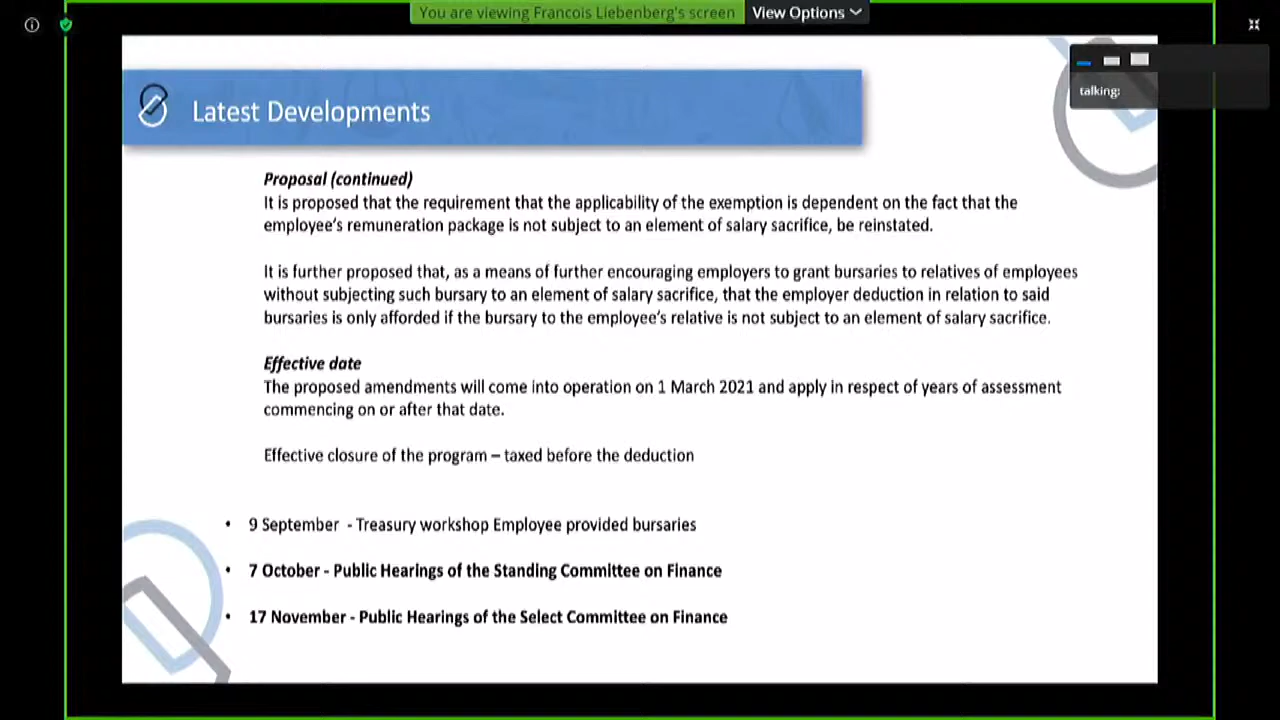 You are viewing Francois Liebenberg's screen
View Options
talking:
Latest Developments
Proposal (continued)
It is proposed that the requirement that the applicability of the exemption is dependent on the fact that the
employee's remuneration package is not subject to an element of salary sacrifice, be reinstated.
It is further proposed that, as a means of further encouraging employers to grant bursaries to relatives of employees
without subjecting such bursary to an element of salary sacrifice, that the employer deduction in relation to said
bursaries is only afforded if the bursary to the employee's relative is not subject to an element of salary sacrifice.
Effective date
The proposed amendments will come into operation on 1 March 2021 and apply in respect of years of assessment
commencing on or after that date.
Effective closure of the program – taxed before the deduction
• 9 September - Treasury workshop Employee provided bursaries
• 7 October - Public Hearings of the Standing Committee on Finance
• 17 November - Public Hearings of the Select Committee on Finance